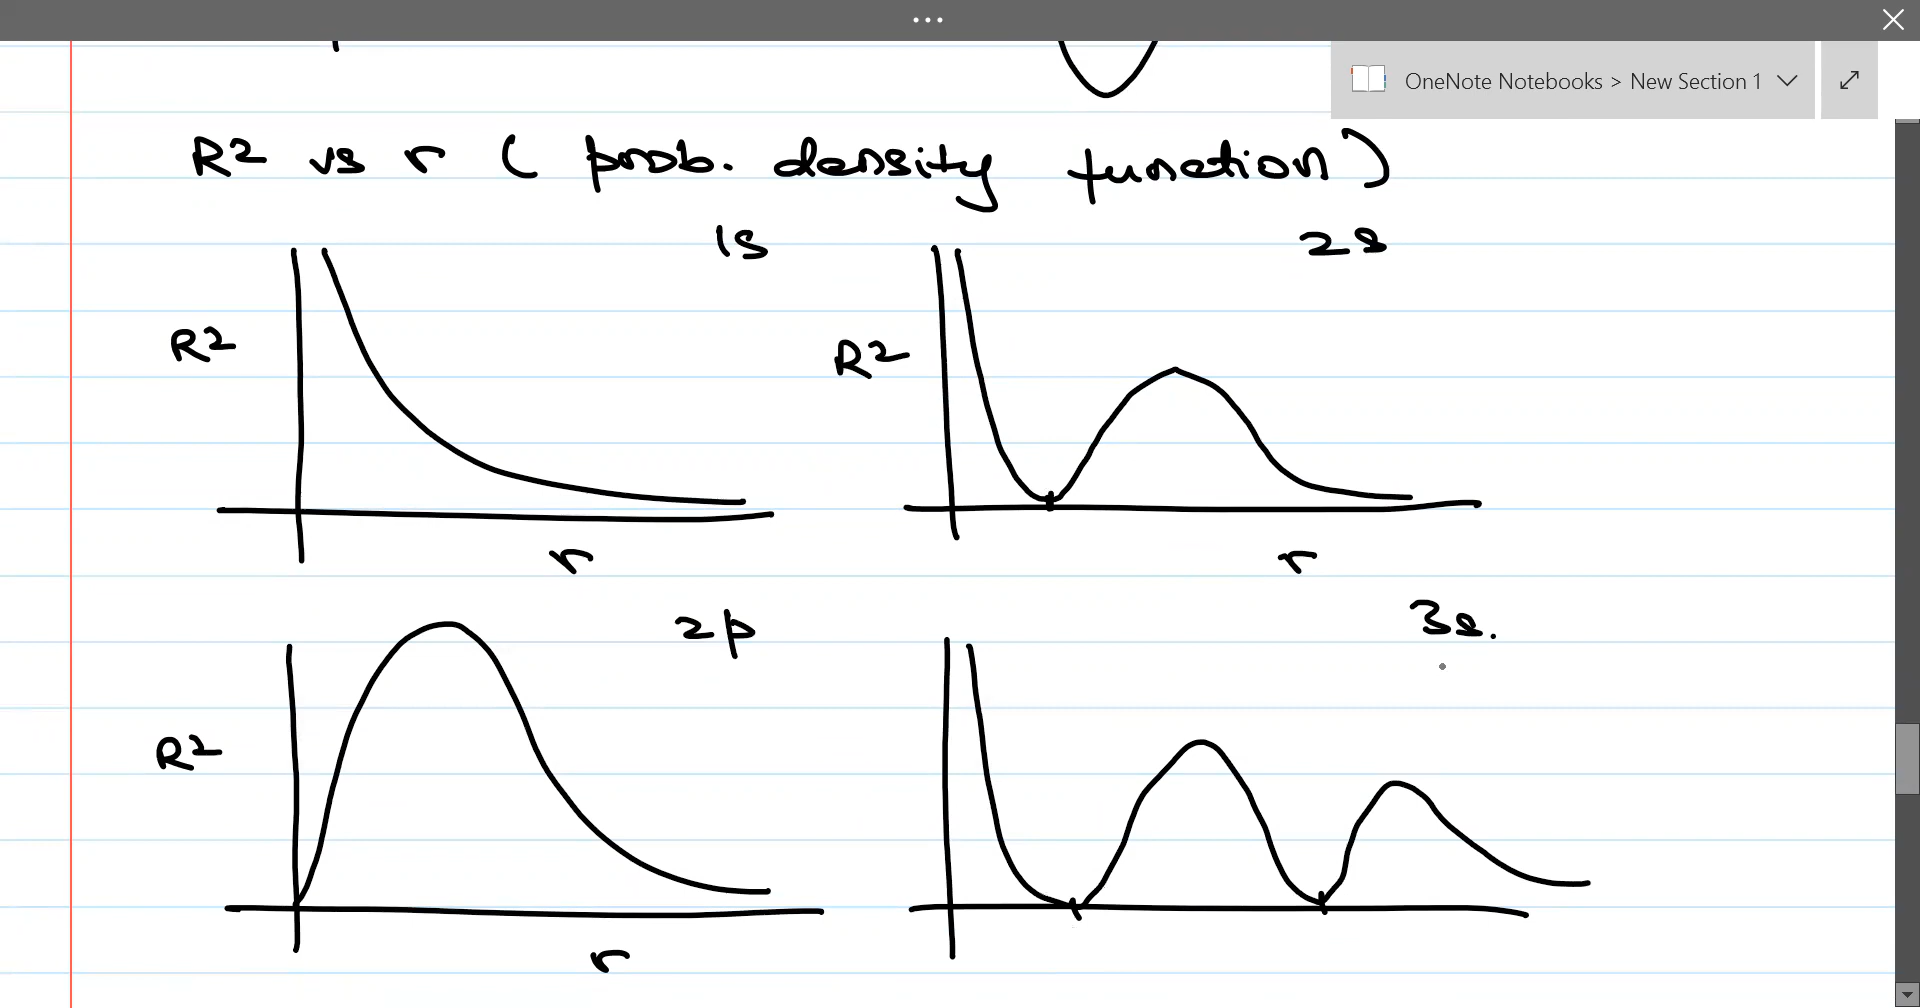 OneNote Notebooks > New Section 1
R² vs r ( prob. density function)
1s
2s
R²
R²
r
r
2p
3s.
R²
r